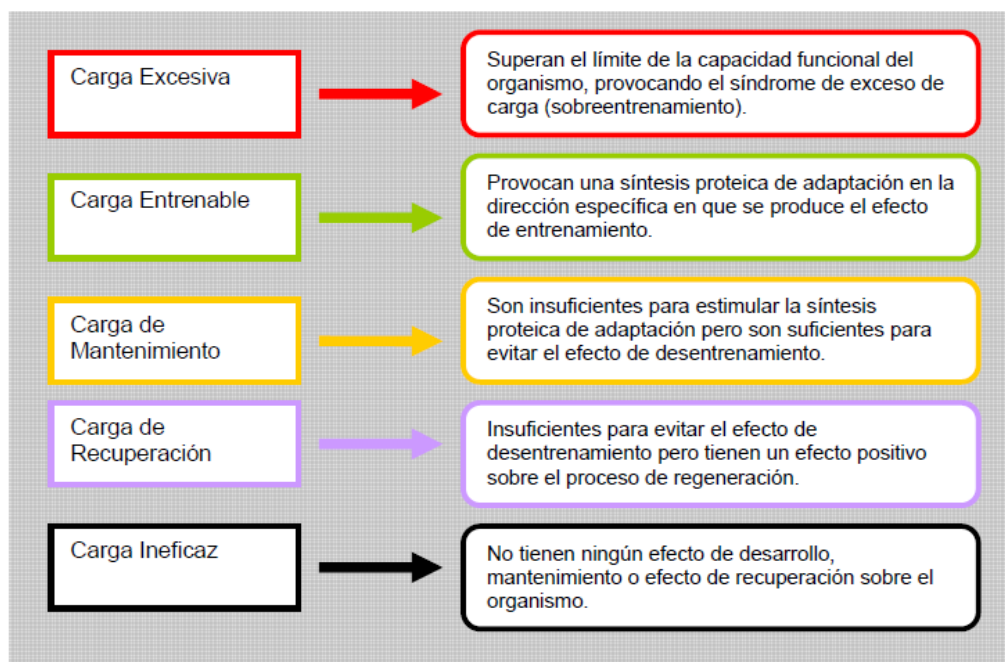 Carga Excesiva
Superan el límite de la capacidad funcional del
organismo, provocando el síndrome de exceso de
carga (sobreentrenamiento).
Carga Entrenable
Provocan una síntesis proteica de adaptación en la
dirección específica en que se produce el efecto
de entrenamiento.
Carga de
Mantenimiento
Son insuficientes para estimular la síntesis
proteica de adaptación pero son suficientes para
evitar el efecto de desentrenamiento.
Carga de
Recuperación
Insuficientes para evitar el efecto de
desentrenamiento pero tienen un efecto positivo
sobre el proceso de regeneración.
Carga Ineficaz
No tienen ningún efecto de desarrollo,
mantenimiento o efecto de recuperación sobre el
organismo.